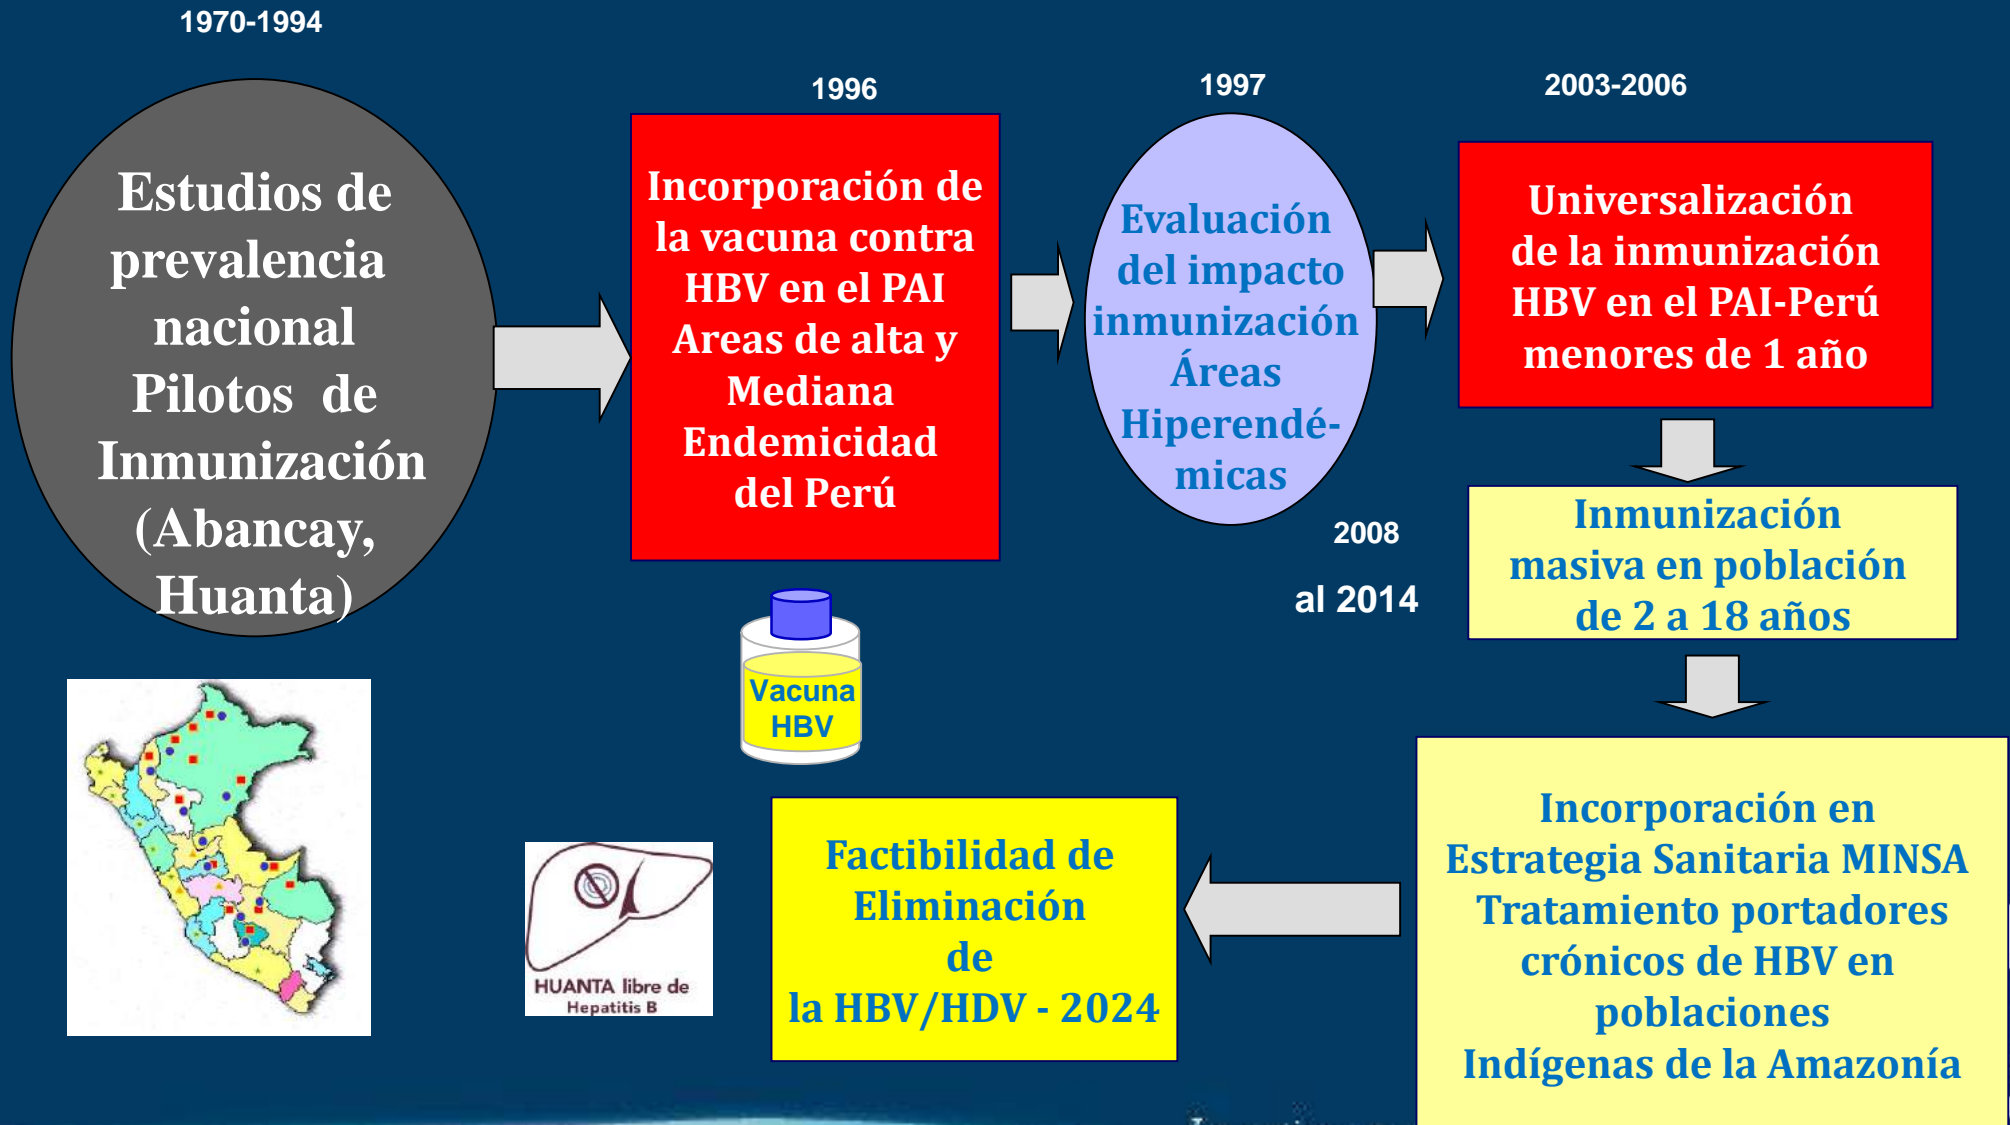 1970-1994
Estudios de
prevalencia
nacional
Pilotos de
Inmunización
(Abancay,
Huanta)
1996
Incorporación de
la vacuna contra
HBV en el PAI
Areas de alta y
Mediana
Endemicidad
del Perú
1997
Evaluación
del impacto
inmunización
Áreas
Hiperendé-
micas
2003-2006
Universalización
de la inmunización
HBV en el PAI-Perú
menores de 1 año
2008
al 2014
Inmunización
masiva en población
de 2 a 18 años
Incorporación en
Estrategia Sanitaria MINSA
Tratamiento portadores
crónicos de HBV en
poblaciones
Indígenas de la Amazonía
Factibilidad de
Eliminación
de
la HBV/HDV - 2024
Vacuna
HBV
HUANTA libre de
Hepatitis B